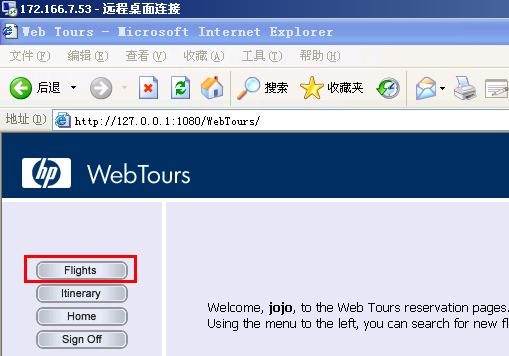 172.166.7.53 - 远程桌面连接
Web Tours - Microsoft Internet Explorer
文件(F) 编辑(E) 查看(V) 收藏(A) 工具(T) 帮助(H)
后退 搜索 收藏夹
地址(D) http://127.0.0.1:1080/WebTours/
hp WebTours
Flights
Itinerary
Home
Sign Off
Welcome, jojo, to the Web Tours reservation pages.
Using the menu to the left, you can search for new fl